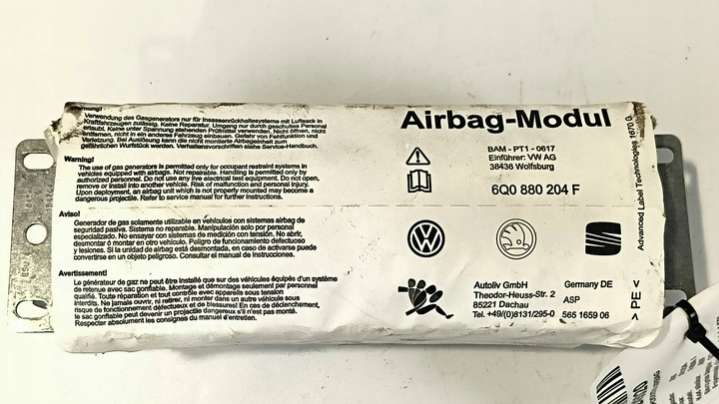 Airbag-Modul
Verwendung des Gasgenerators nur für Insassenrückhaltesysteme mit Luftsack in
Kraftfahrzeugen zulässig. Keine Reparatur. Umgang nur durch geschultes Personal
erlaubt. Keine unter Spannung stehenden Prüfmittel verwenden. Nicht öffnen, nicht
entfernen, nicht in ein anderes Fahrzeug einbauen. Gefahr von Fehlfunktion und
Verletzung. Bei Auslösung kann die nicht montierte Airbageinheit zum
gefährlichen Wurfstück werden. Verhaltensvorschriften siehe Service-Handbuch.
Warning!
The use of gas generators is permitted only for occupant restraint systems in
vehicles equipped with airbags. Not repairable. Handling is permitted only by
authorized personnel. Do not use any live electrical test equipment. Do not open,
remove or install into another vehicle. Risk of malfunction and personal injury.
Upon deployment, an airbag unit which is not properly mounted may become a
dangerous projectile. Refer to service manual for further instructions.
Aviso!
Generador de gas solamente utilizable en vehículos con sistemas airbag de
seguridad pasiva. Sistema no reparable. Manipulación solo por personal
especializado. No ensayar con sistemas de medición con tensión. No abrir,
desmontar ó montar en otro vehículo. Peligro de funcionamiento defectuoso
y lesiones. Si la unidad de airbag está desmontada, en caso de activarse puede
convertirse en un objeto peligroso. Consultar el manual de instrucciones.
Avertissement!
Le générateur de gaz ne peut être installé que sur des véhicules équipés d'un système
de retenue avec sac gonflable. Montage et démontage seulement par personnel
qualifié. Toute réparation et tout contrôle avec appareils sous tension
interdits. Ne jamais ouvrir, ni retirer, ni monter dans un autre véhicule sous
risque de fonctionnement défectueux et de blessures! En cas de déclanchement,
le sac gonflable peut devenir un projectile dangereux s'il n'est pas monté.
Respecter absolument les consignes du manuel d'entretien.
BAM - PT1 - 0617
Einführer: VW AG
38436 Wolfsburg
6Q0 880 204 F
Autoliv GmbH
Theodor-Heuss-Str. 2
85221 Dachau
Tel. +49/(0)8131/295-0
Germany DE
ASP
565 1659 06
Advanced Label Technologies 1670 G
> PE <